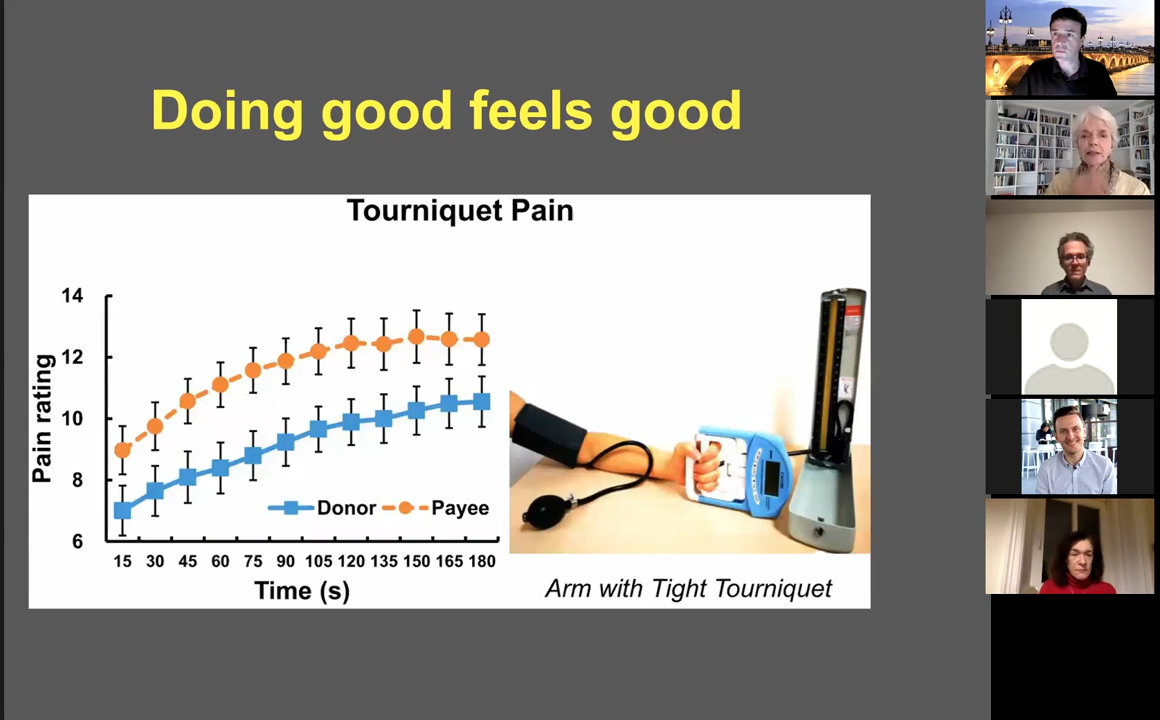 Doing good feels good
Tourniquet Pain
14
12
10
8
6
Pain rating
Donor
Payee
15 30 45 60 75 90 105 120 135 150 165 180
Time (s)
Arm with Tight Tourniquet